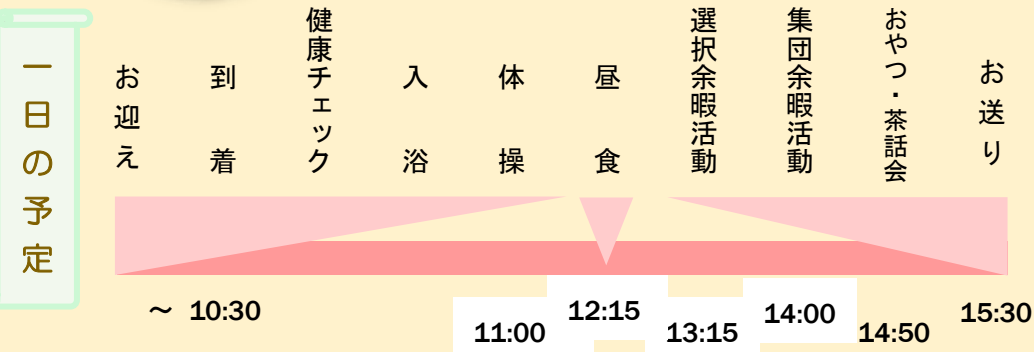 一日の予定
お迎え
到着
健康チェック
入浴
体操
昼食
選択余暇活動
集団余暇活動
おやつ・茶話会
お送り
～ 10:30
11:00
12:15
13:15
14:00
14:50
15:30